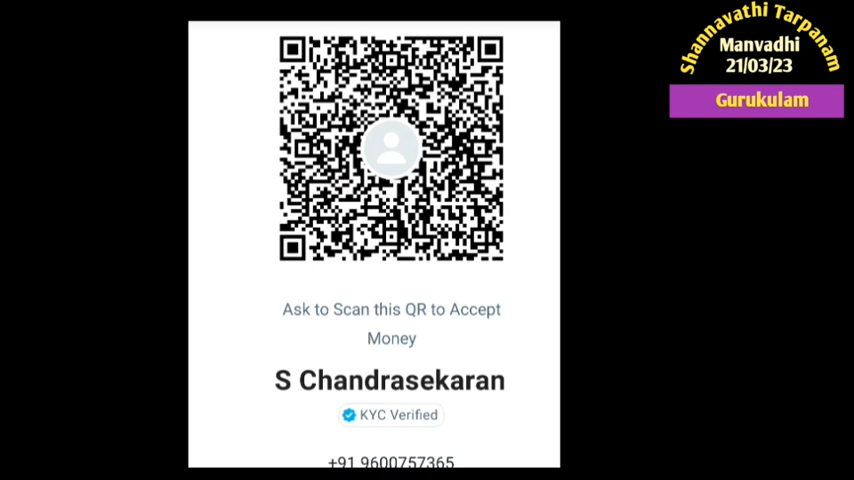 Shannavathi Tarpanam
Manvadhi
21/03/23
Gurukulam
Ask to Scan this QR to Accept
Money
S Chandrasekaran
KYC Verified
+91 9600757365